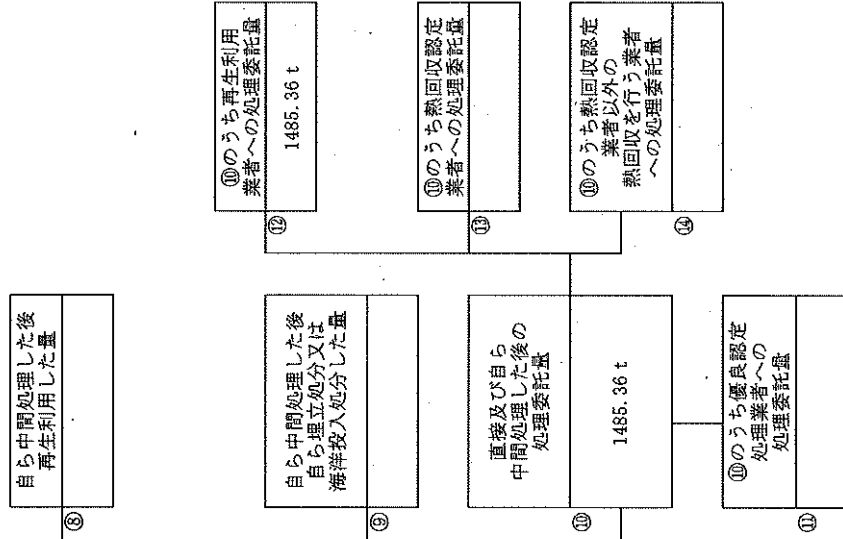 自ら中間処理した後
再生利用した量
⑧
自ら中間処理した後
自ら埋立処分又は
海洋投入処分した量
⑨
直接及び自ら
中間処理した後の
処理委託量
1485.36 t
⑩
⑩のうち優良認定
処理業者への
処理委託量
⑪
⑩のうち再生利用
業者への処理委託量
1485.36 t
⑫
⑩のうち熱回収認定
業者への処理委託量
⑬
⑩のうち熱回収認定
業者以外の
熱回収を行う業者
への処理委託量
⑭